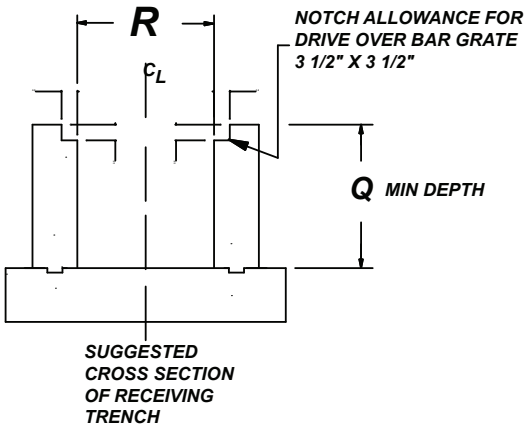 R
NOTCH ALLOWANCE FOR
DRIVE OVER BAR GRATE
3 1/2" X 3 1/2"
CL
Q MIN DEPTH
SUGGESTED
CROSS SECTION
OF RECEIVING
TRENCH